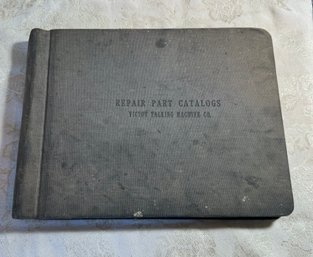 REPAIR PART CATALOGS
VICTOR TALKING MACHINE CO.